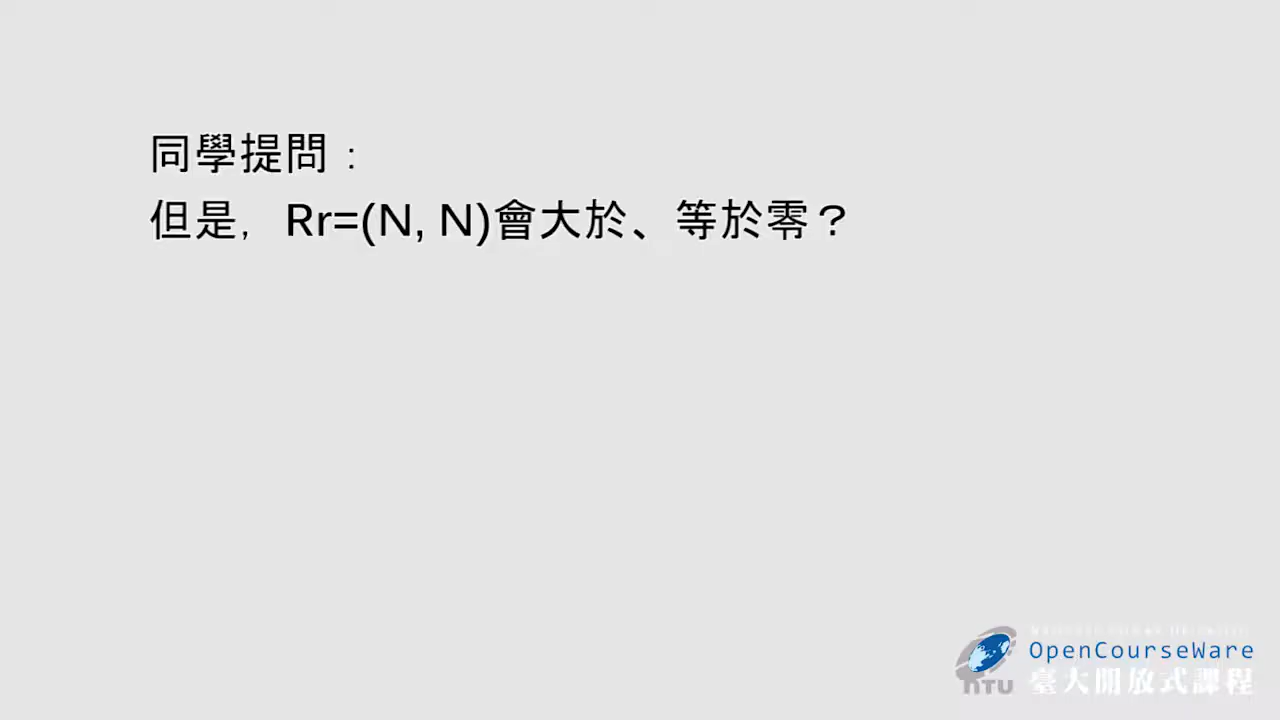 同學提問：
但是，Rr=(N, N)會大於、等於零？
OpenCourseWare
NTU 臺大開放式課程